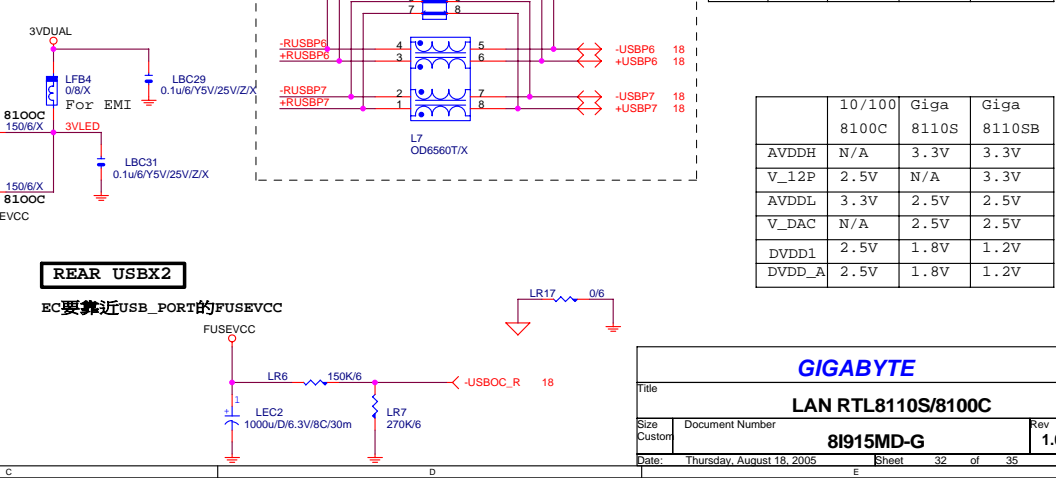 7 8
3VDUAL
LFB4
0/8/X
For EMI
LBC29
0.1u/6/Y5V/25V/Z/X
8100C
150/6/X
3VLED
LBC31
0.1u/6/Y5V/25V/Z/X
150/6/X
8100C
EVCC
-RUSBP6 4 5 -USBP6 18
+RUSBP6 3 6 +USBP6 18
-RUSBP7 2 7 -USBP7 18
+RUSBP7 1 8 +USBP7 18
L7
OD6560T/X
10/100 Giga Giga
8100C 8110S 8110SB
AVDDH N/A 3.3V 3.3V
V_12P 2.5V N/A 3.3V
AVDDL 3.3V 2.5V 2.5V
V_DAC N/A 2.5V 2.5V
DVDD1 2.5V 1.8V 1.2V
DVDD_A 2.5V 1.8V 1.2V
REAR USBX2
EC要靠近USB_PORT的FUSEVCC
FUSEVCC
LR17 0/6
LR6 150K/6
-USBOC_R 18
1
+
LEC2
1000u/D/6.3V/8C/30m
LR7
270K/6
GIGABYTE
Title
LAN RTL8110S/8100C
Size Document Number Rev
Custom 8I915MD-G
Date: Thursday, August 18, 2005 Sheet 32 of 35
C D E